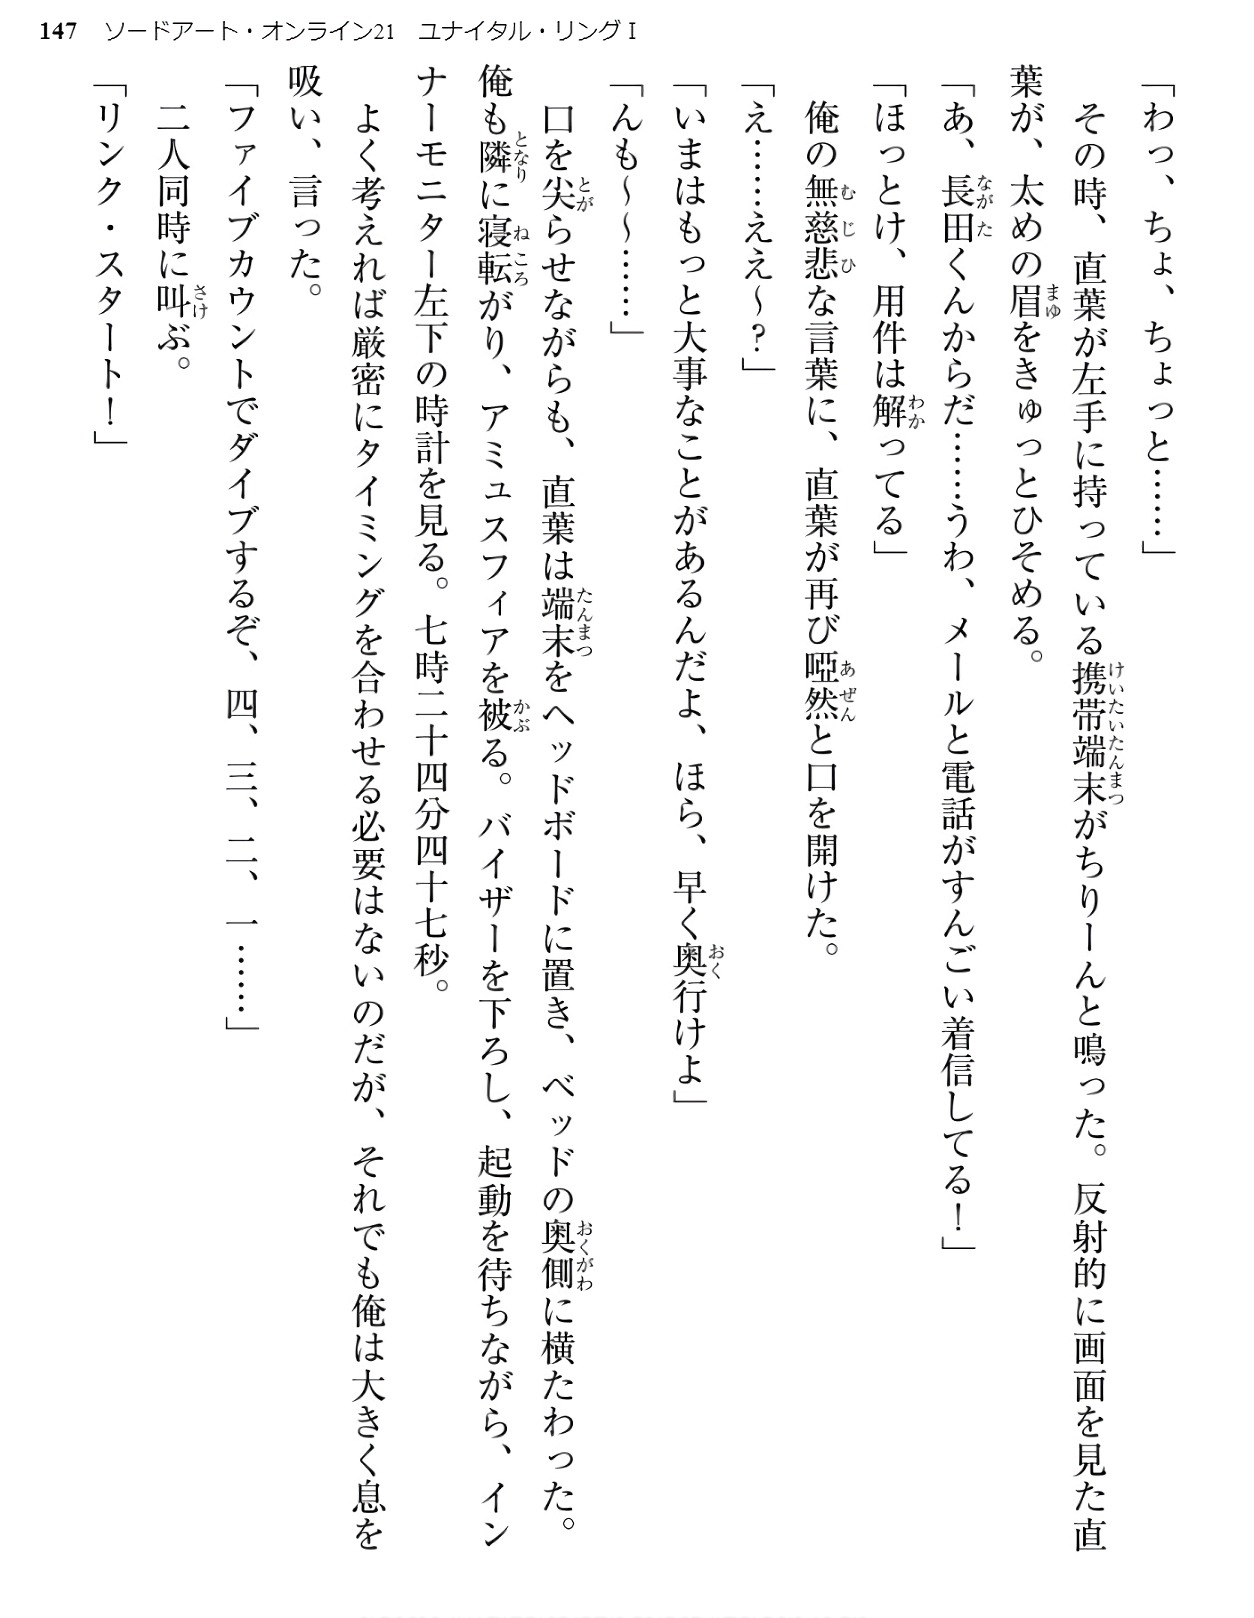 147 ソードアート・オンライン21 ユナイタル・リングⅠ
「わっ、ちょ、ちょっと……」
その時、直葉が左手に持っている携帯端末がちりーんと鳴った。反射的に画面を見た直
葉が、太めの眉をきゅっとひそめる。
「あ、長田くんからだ……うわ、メールと電話がすんごい着信してる！」
「ほっとけ、用件は解ってる」
俺の無慈悲な言葉に、直葉が再び啞然と口を開けた。
「え……ええ～？」
「いまはもっと大事なことがあるんだよ、ほら、早く奥行けよ」
「んも～～……」
口を尖らせながらも、直葉は端末をヘッドボードに置き、ベッドの奥側に横たわった。
俺も隣に寝転がり、アミュスフィアを被る。バイザーを下ろし、起動を待ちながら、イン
ナーモニター左下の時計を見る。七時二十四分四十七秒。
よく考えれば厳密にタイミングを合わせる必要はないのだが、それでも俺は大きく息を
吸い、言った。
「ファイブカウントでダイブするぞ、四、三、二、一……」
二人同時に叫ぶ。
「リンク・スタート！」